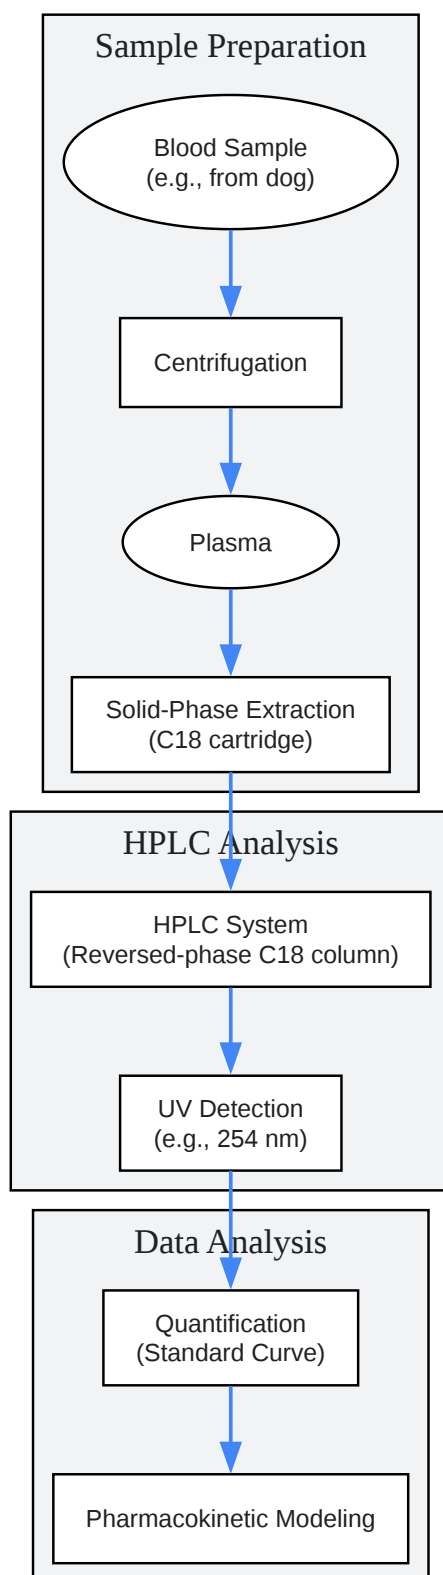 Sample Preparation
Blood Sample
(e.g., from dog)
Centrifugation
Plasma
Solid-Phase Extraction
(C18 cartridge)
HPLC Analysis
HPLC System
(Reversed-phase C18 column)
UV Detection
(e.g., 254 nm)
Data Analysis
Quantification
(Standard Curve)
Pharmacokinetic Modeling